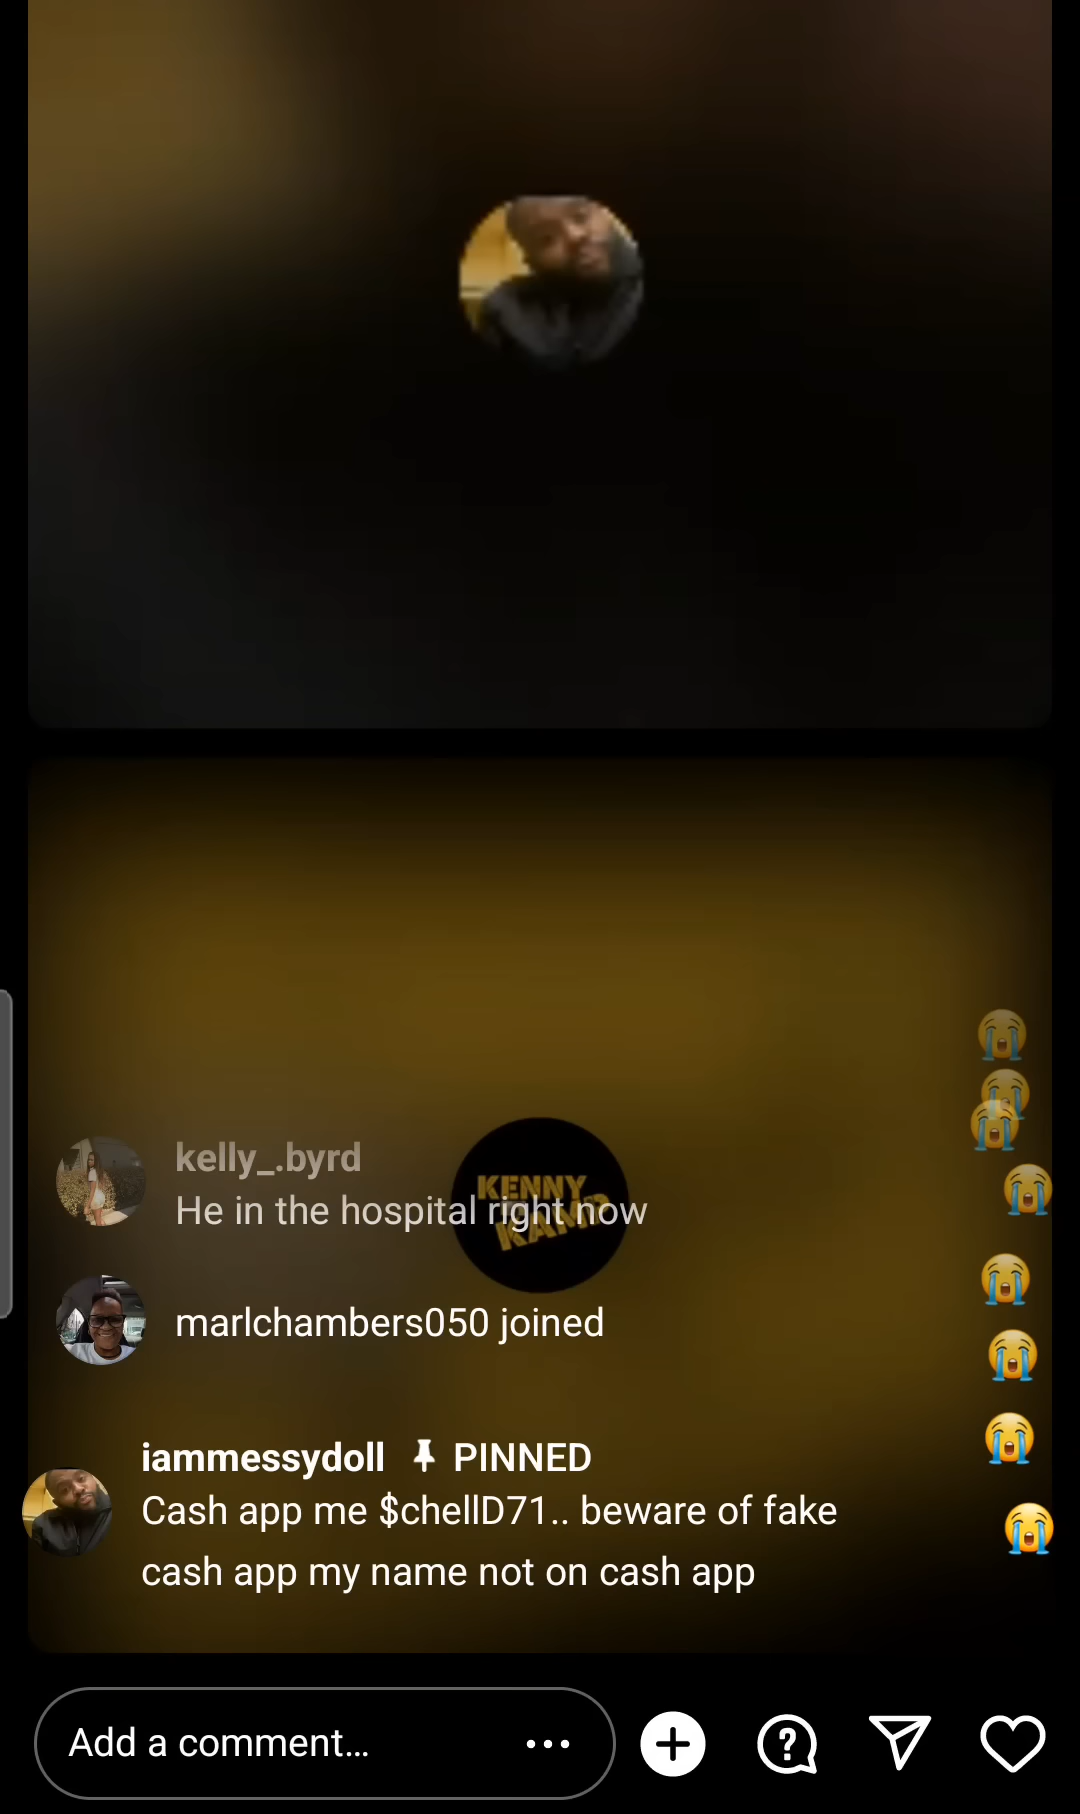 kelly_.byrd
He in the hospital right now
KENNY
KAMP
marlchambers050 joined
iammessydoll PINNED
Cash app me $chellD71.. beware of fake
cash app my name not on cash app
Add a comment...